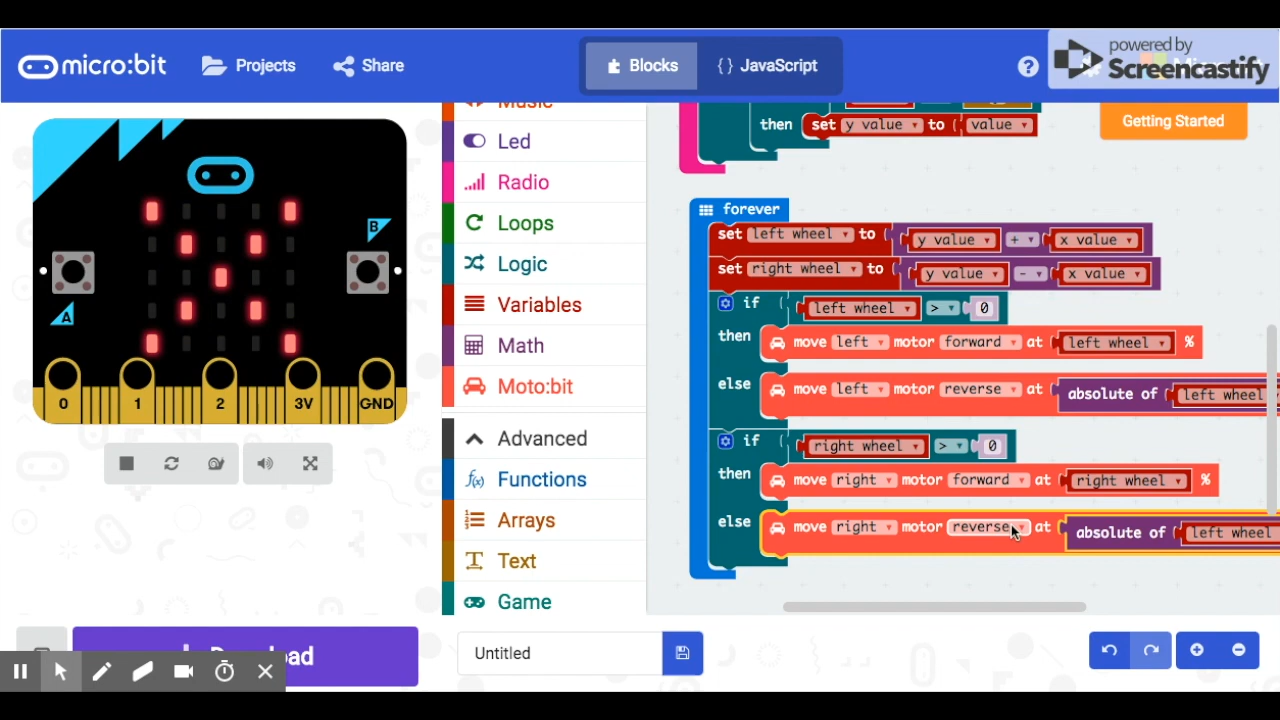 micro:bit Projects Share Blocks {} JavaScript ? powered by
Screencastify
Getting Started
Music
Led
Radio
Loops
Logic
Variables
Math
Moto:bit
Advanced
Functions
Arrays
Text
Game
A
B
0 1 2 3V GND
then set y value to value
forever
set left wheel to y value + x value
set right wheel to y value - x value
if left wheel > 0
then move left motor forward at left wheel %
else move left motor reverse at absolute of left wheel
if right wheel > 0
then move right motor forward at right wheel %
else move right motor reverse at absolute of left wheel
Download
Untitled